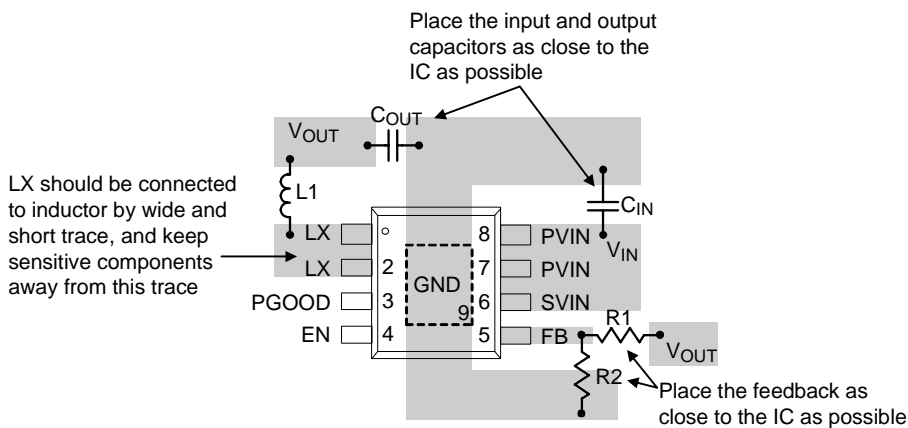 Place the input and output
capacitors as close to the
IC as possible
COUT
VOUT
LX should be connected
to inductor by wide and
short trace, and keep
sensitive components
away from this trace
L1
CIN
LX
8
PVIN
VIN
LX
2
7
PVIN
GND
PGOOD
3
6
SVIN
9
EN
4
5
FB
R1
VOUT
R2
Place the feedback as
close to the IC as possible